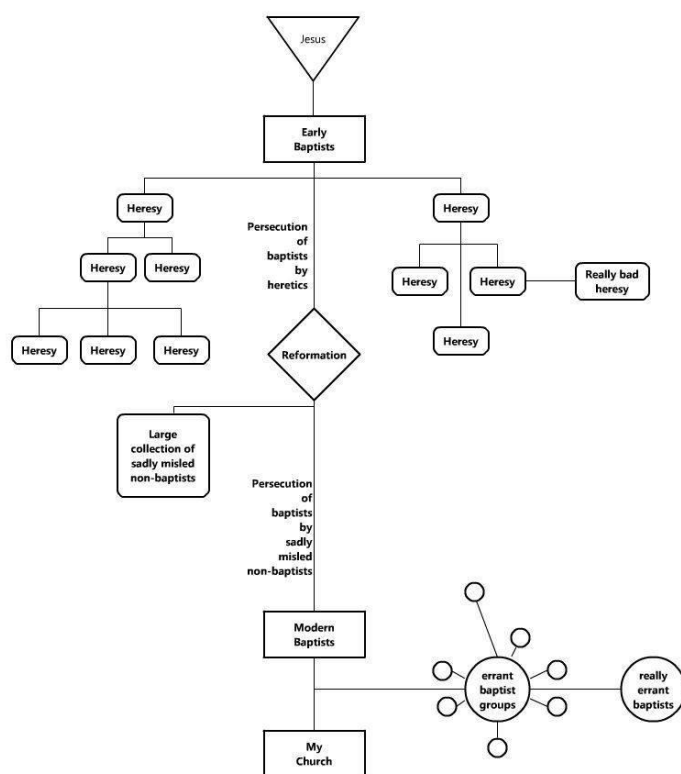 Jesus
Early
Baptists
Heresy
Heresy
Persecution
of
baptists
by
heretics
Heresy
Heresy
Heresy
Heresy
Really bad
heresy
Heresy
Heresy
Heresy
Heresy
Reformation
Large
collection of
sadly misled
non-baptists
Persecution
of
baptists
by
sadly
misled
non-baptists
Modern
Baptists
errant
baptist
groups
really
errant
baptists
My
Church